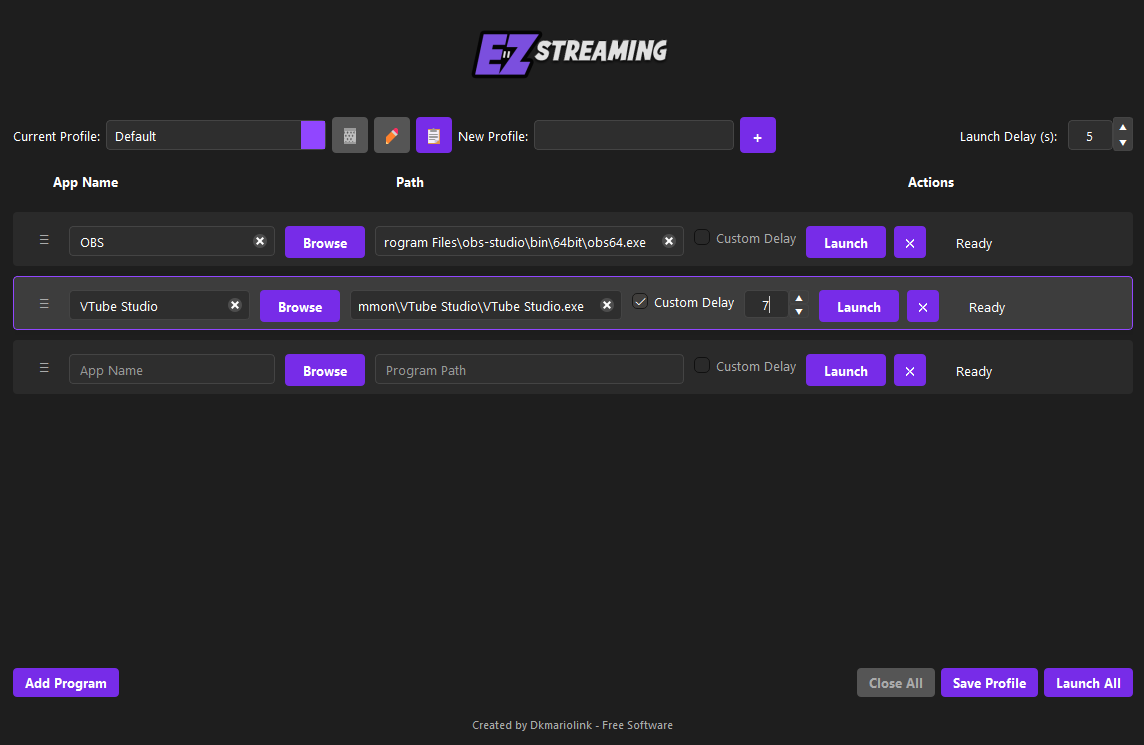 EZ STREAMING
Current Profile: Default New Profile: + Launch Delay (s): 5
App Name Path Actions
OBS Browse rogram Files\obs-studio\bin\64bit\obs64.exe Custom Delay Launch × Ready
VTube Studio Browse mmon\VTube Studio\VTube Studio.exe Custom Delay 7 Launch × Ready
App Name Browse Program Path Custom Delay Launch × Ready
Add Program Close All Save Profile Launch All
Created by Dkmariolink - Free Software